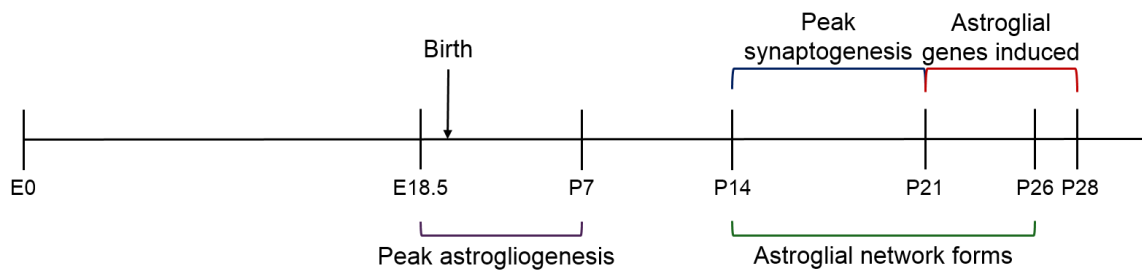 Peak
synaptogenesis
Astroglial
genes induced
Birth
E0
E18.5
P7
P14
P21
P26
P28
Peak astrogliogenesis
Astroglial network forms